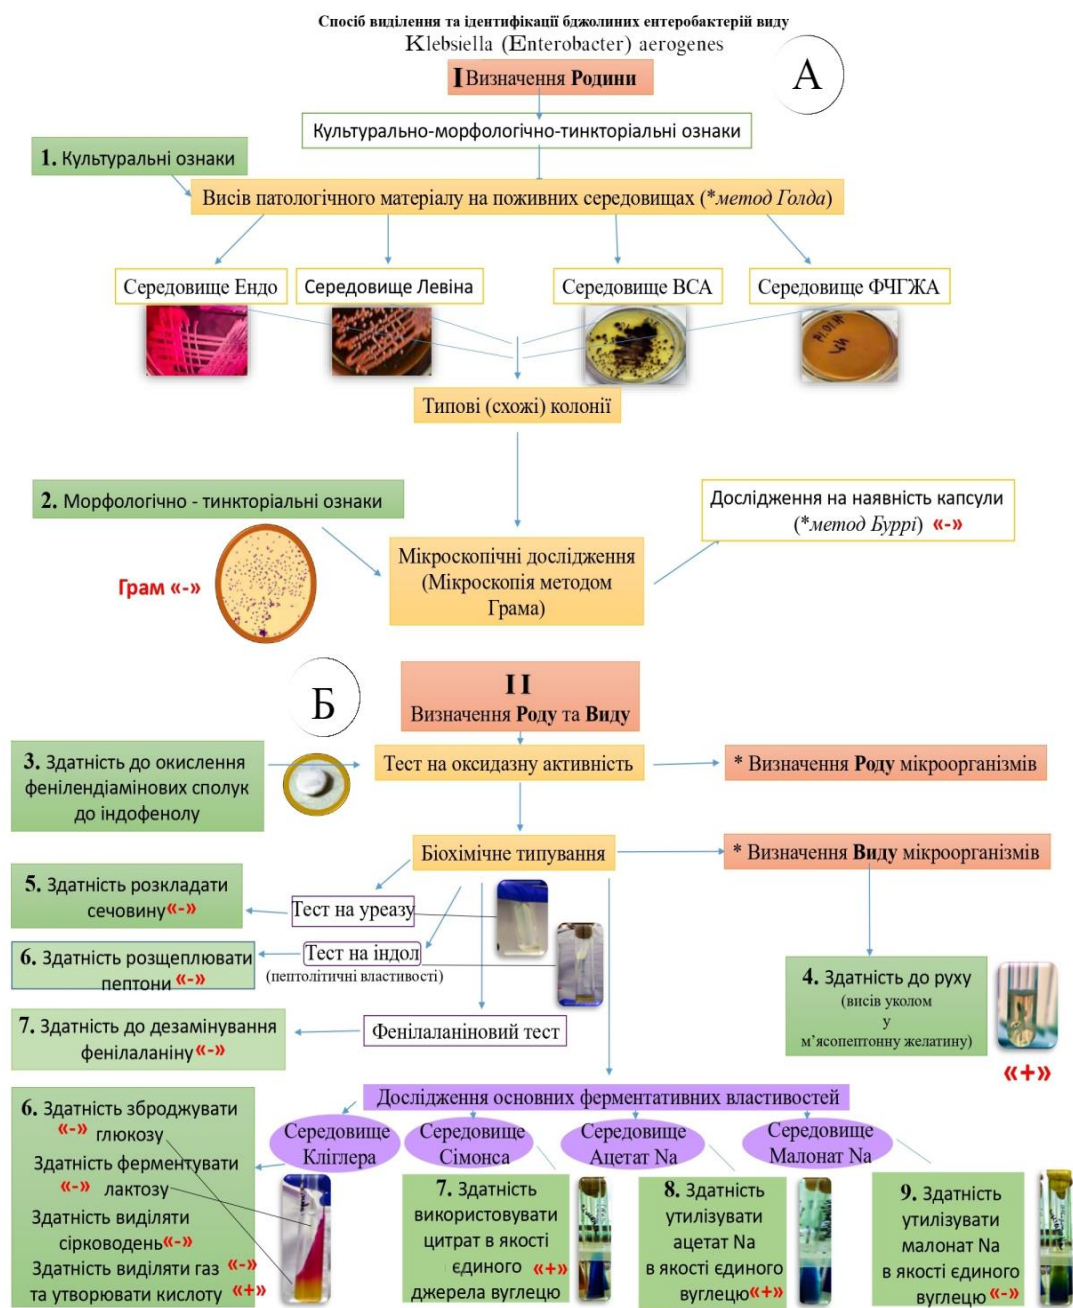 Спосіб виділення та ідентифікації бджолиних ентеробактерій виду
Klebsiella (Enterobacter) aerogenes
А
I Визначення Родини
Культурально-морфологічно-тинкторіальні ознаки
1. Культуральні ознаки
Висів патологічного матеріалу на поживних середовищах (*метод Голда)
Середовище Ендо
Середовище Левіна
Середовище ВСА
Середовище ФЧГЖА
Типові (схожі) колонії
2. Морфологічно - тинкторіальні ознаки
Дослідження на наявність капсули
(*метод Буррі) «-»
Мікроскопічні дослідження
(Мікроскопія методом
Грама)
Грам «-»
Б
II
Визначення Роду та Виду
3. Здатність до окислення
фенілендіамінових сполук
до індофенолу
Тест на оксидазну активність
* Визначення Роду мікроорганізмів
Біохімічне типування
* Визначення Виду мікроорганізмів
5. Здатність розкладати
сечовину«-»
Тест на уреазу
6. Здатність розщеплювати
пептони «-»
Тест на індол
(пептолітичні властивості)
4. Здатність до руху
(висів уколом
у
м’ясопептонну желатину)
«+»
7. Здатність до дезамінування
фенілаланіну«-»
Фенілаланіновий тест
Дослідження основних ферментативних властивостей
6. Здатність зброджувати
«-» глюкозу
Здатність ферментувати
«-» лактозу
Здатність виділяти
сірководень«-»
Здатність виділяти газ «-»
та утворювати кислоту «+»
Середовище
Кліглера
Середовище
Сімонса
Середовище
Ацетат Na
Середовище
Малонат Na
7. Здатність
використовувати
цитрат в якості
єдиного «+»
джерела вуглецю
8. Здатність
утилізувати
ацетат Na
в якості єдиного
вуглецю«+»
9. Здатність
утилізувати
малонат Na
в якості єдиного
вуглецю «-»